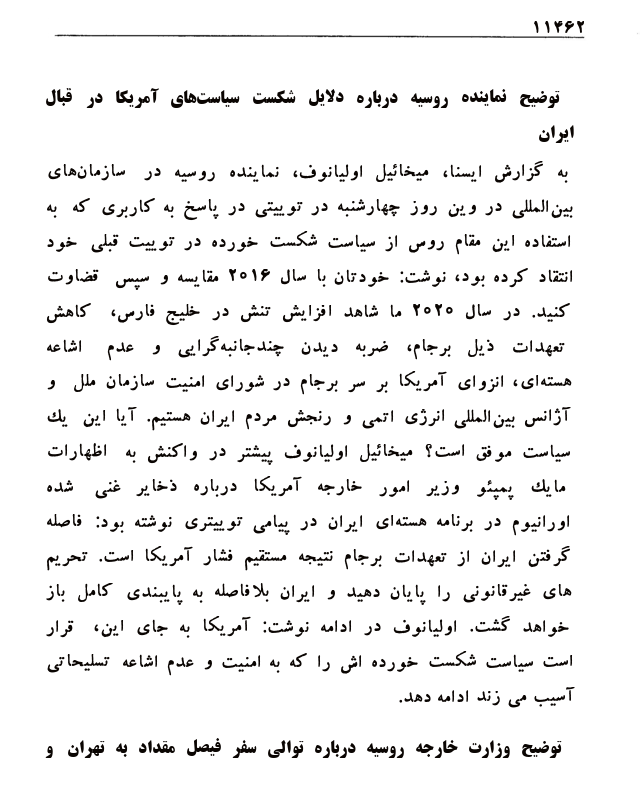 ۱۱۴۶۲
توضیح نماینده روسیه درباره دلایل شکست سیاست‌های آمریکا در قبال
ایران
به گزارش ایسنا، میخائیل اولیانوف، نماینده روسیه در سازمان‌های
بین‌المللی در وین روز چهارشنبه در توییتی در پاسخ به کاربری که به
استفاده این مقام روس از سیاست شکست خورده در توییت قبلی خود
انتقاد کرده بود، نوشت: خودتان با سال ۲۰۱۶ مقایسه و سپس قضاوت
کنید. در سال ۲۰۲۰ ما شاهد افزایش تنش در خلیج فارس، کاهش
تعهدات ذیل برجام، ضربه دیدن چندجانبه‌گرایی و عدم اشاعه
هسته‌ای، انزوای آمریکا بر سر برجام در شورای امنیت سازمان ملل و
آژانس بین‌المللی انرژی اتمی و رنجش مردم ایران هستیم. آیا این یك
سیاست موفق است؟ میخائیل اولیانوف پیشتر در واکنش به اظهارات
مایك پمپئو وزیر امور خارجه آمریکا درباره ذخایر غنی شده
اورانیوم در برنامه هسته‌ای ایران در پیامی توییتری نوشته بود: فاصله
گرفتن ایران از تعهدات برجام نتیجه مستقیم فشار آمریکا است. تحریم
های غیرقانونی را پایان دهید و ایران بلافاصله به پایبندی کامل باز
خواهد گشت. اولیانوف در ادامه نوشت: آمریکا به جای این، قرار
است سیاست شکست خورده اش را که به امنیت و عدم اشاعه تسلیحاتی
آسیب می زند ادامه دهد.
توضیح وزارت خارجه روسیه درباره توالی سفر فیصل مقداد به تهران و